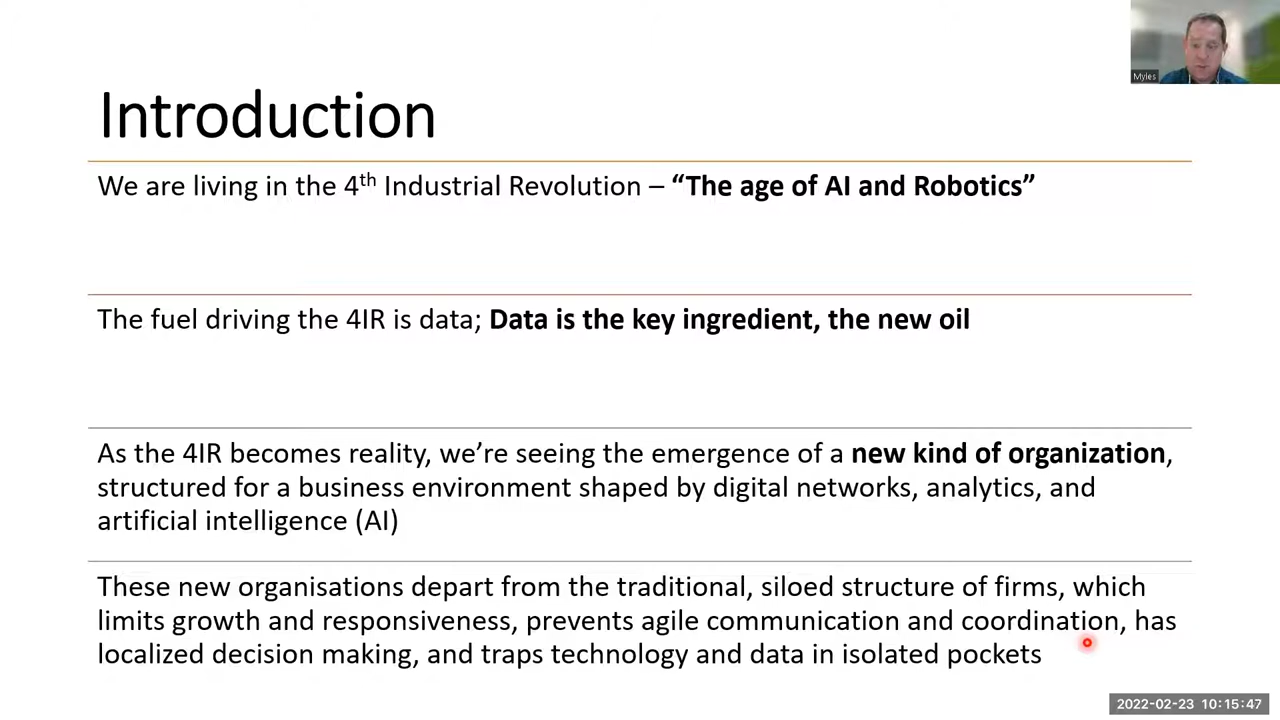 Myles
Introduction
We are living in the 4th Industrial Revolution – “The age of AI and Robotics”
The fuel driving the 4IR is data; Data is the key ingredient, the new oil
As the 4IR becomes reality, we’re seeing the emergence of a new kind of organization,
structured for a business environment shaped by digital networks, analytics, and
artificial intelligence (AI)
These new organisations depart from the traditional, siloed structure of firms, which
limits growth and responsiveness, prevents agile communication and coordination, has
localized decision making, and traps technology and data in isolated pockets
2022-02-23 10:15:47